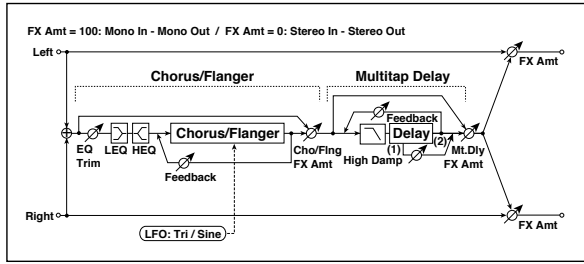 FX Amt = 100: Mono In - Mono Out / FX Amt = 0: Stereo In - Stereo Out
Left
FX Amt
Chorus/Flanger
Multitap Delay
EQ
Trim
LEQ
HEQ
Chorus/Flanger
Feedback
Cho/Flng
FX Amt
Feedback
High Damp
Delay
(1)
(2)
Mt.Dly
FX Amt
Right
FX Amt
LFO: Tri / Sine